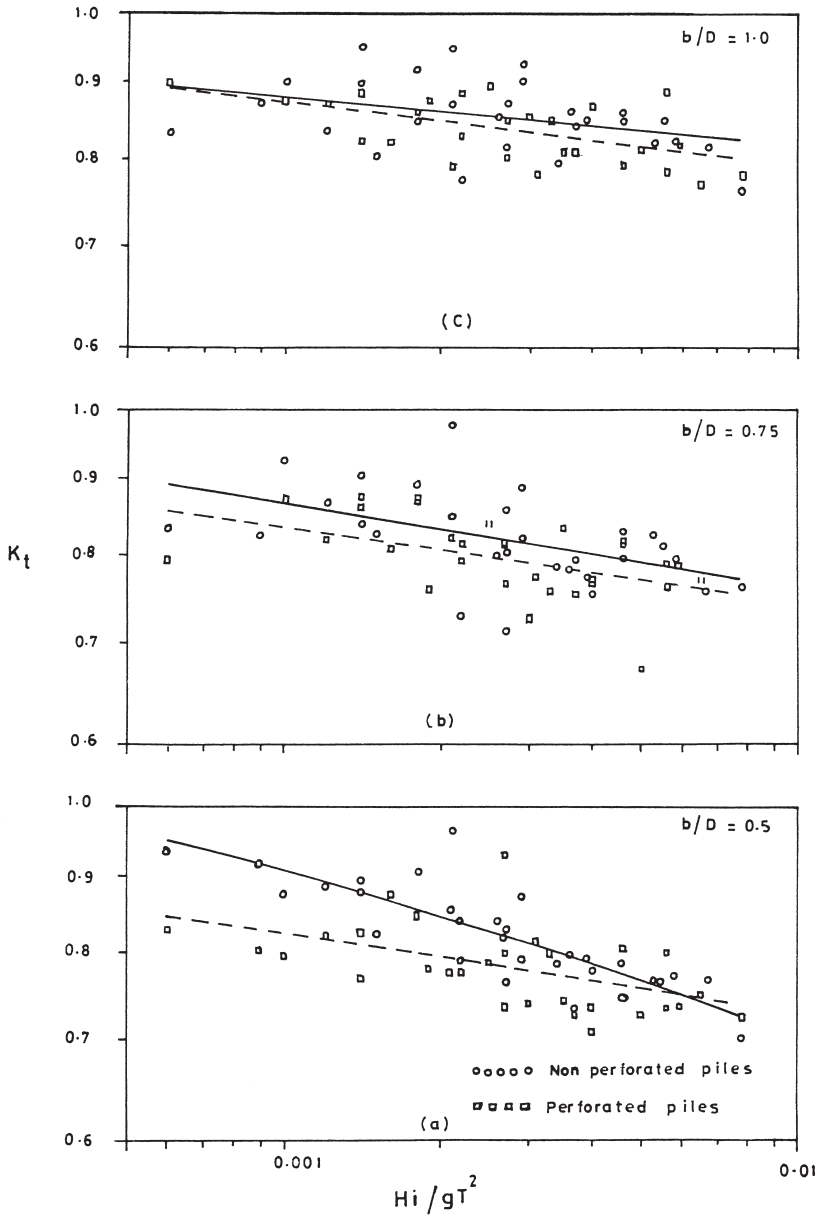 1.0
b/D = 1.0
0.9
0.8
0.7
(C)
0.6
1.0
b/D = 0.75
0.9
Kt
0.8
0.7
(b)
0.6
1.0
b/D = 0.5
0.9
0.8
0.7
Non perforated piles
Perforated piles
(a)
0.6
0.001
0.01
Hi/gT²